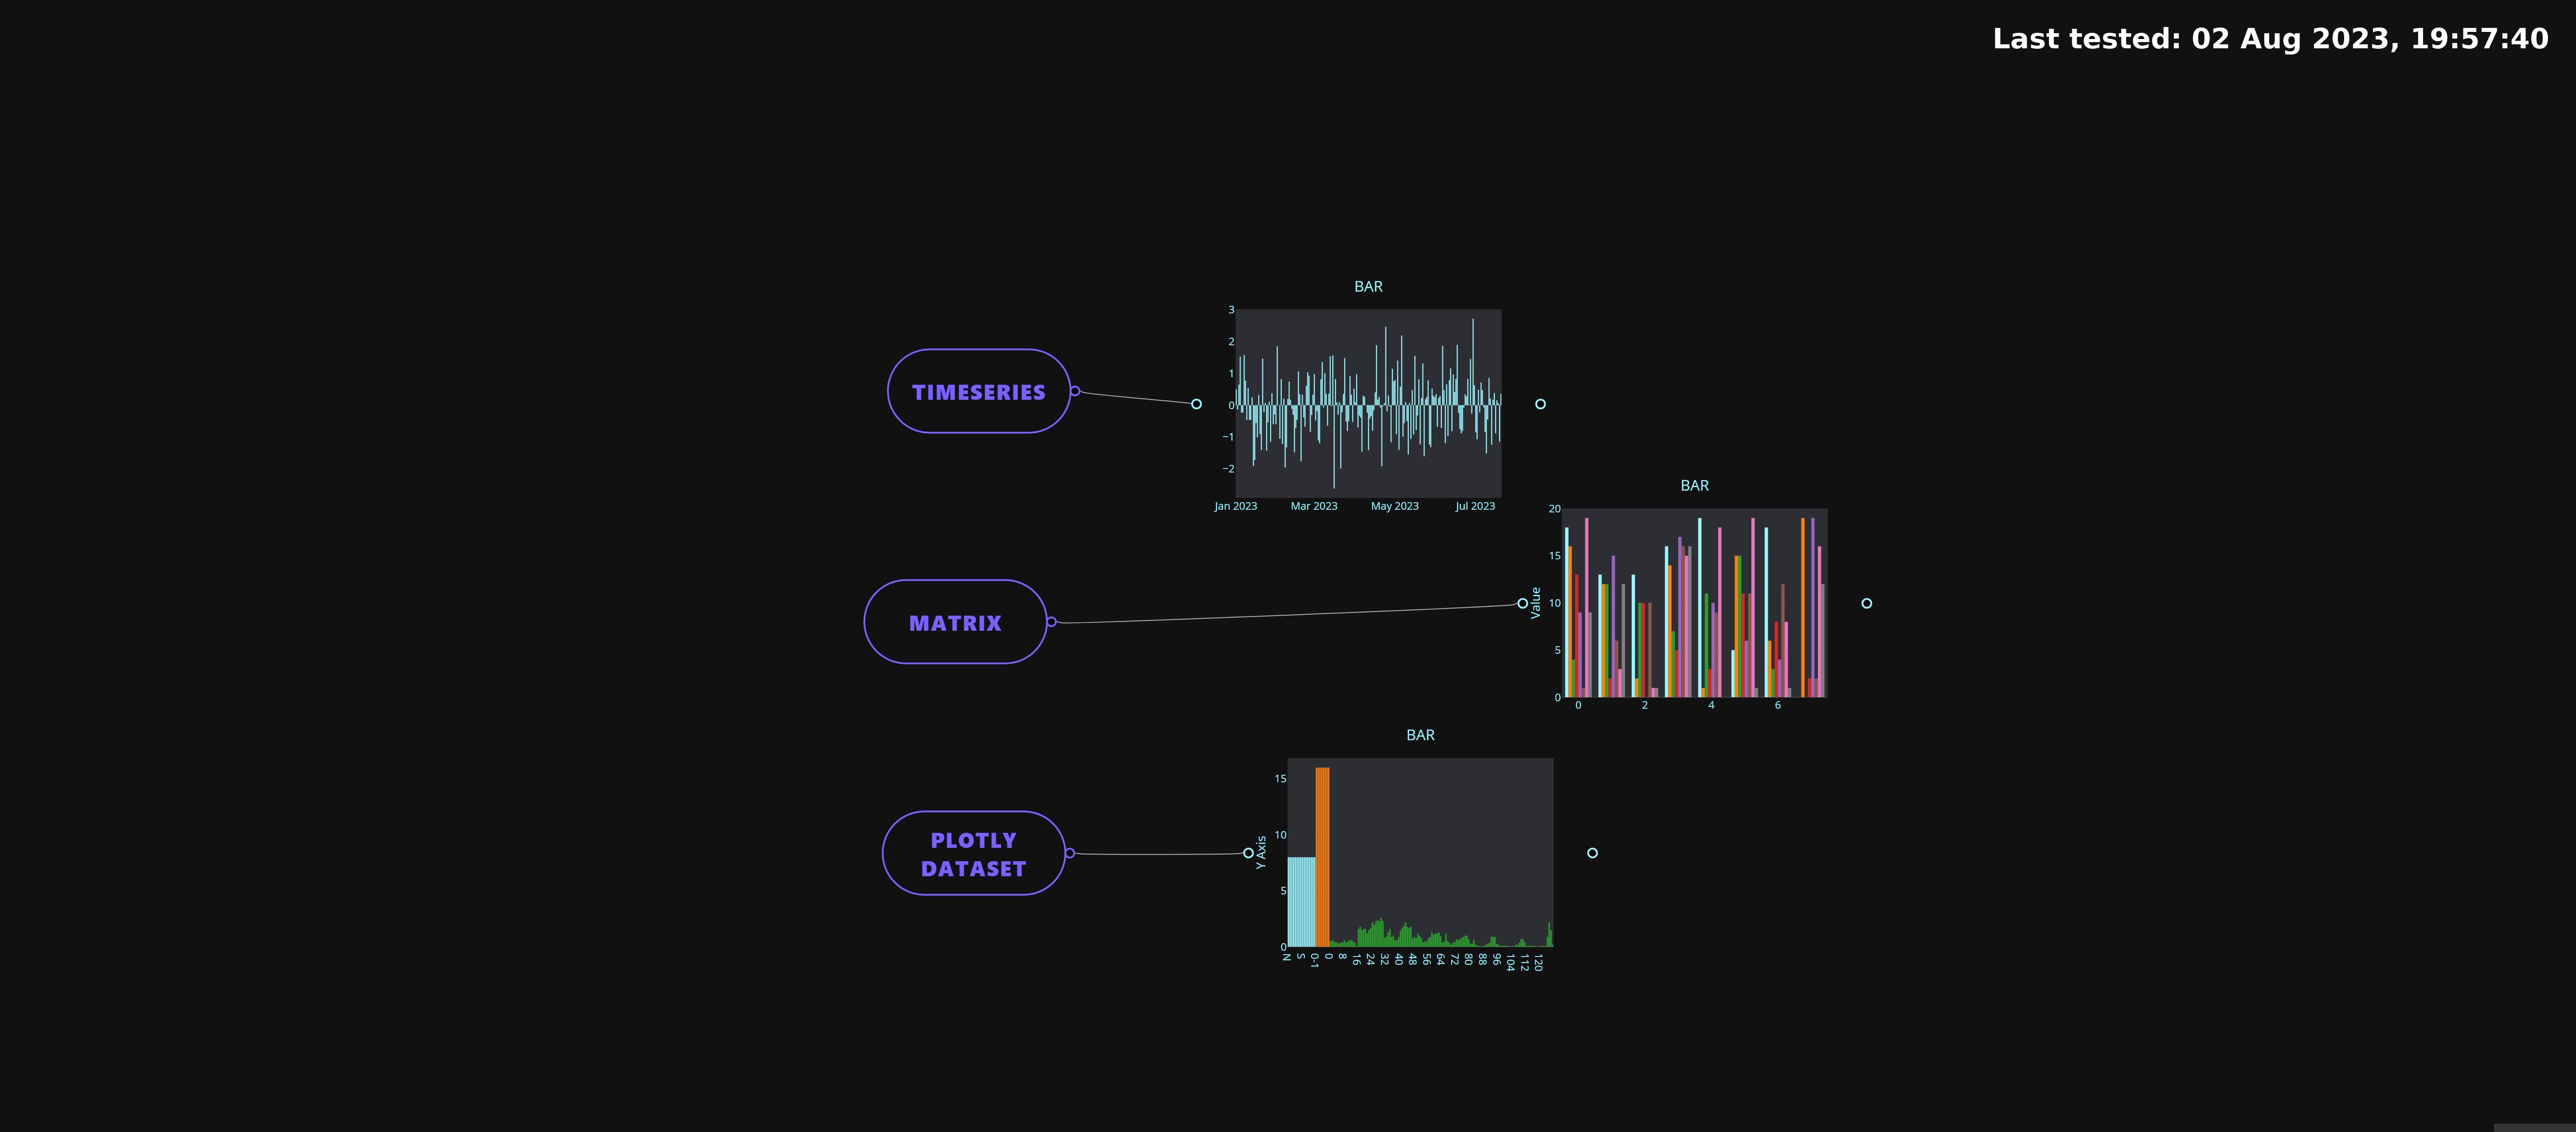 Last tested: 02 Aug 2023, 19:57:40
TIMESERIES
BAR
3
2
1
0
−1
−2
Jan 2023 Mar 2023 May 2023 Jul 2023
MATRIX
BAR
Value
20
15
10
5
0
0 2 4 6
PLOTLY
DATASET
BAR
Y Axis
15
10
5
0
N S 0-1 0 8 16 24 32 40 48 56 64 72 80 88 96 104 112 120